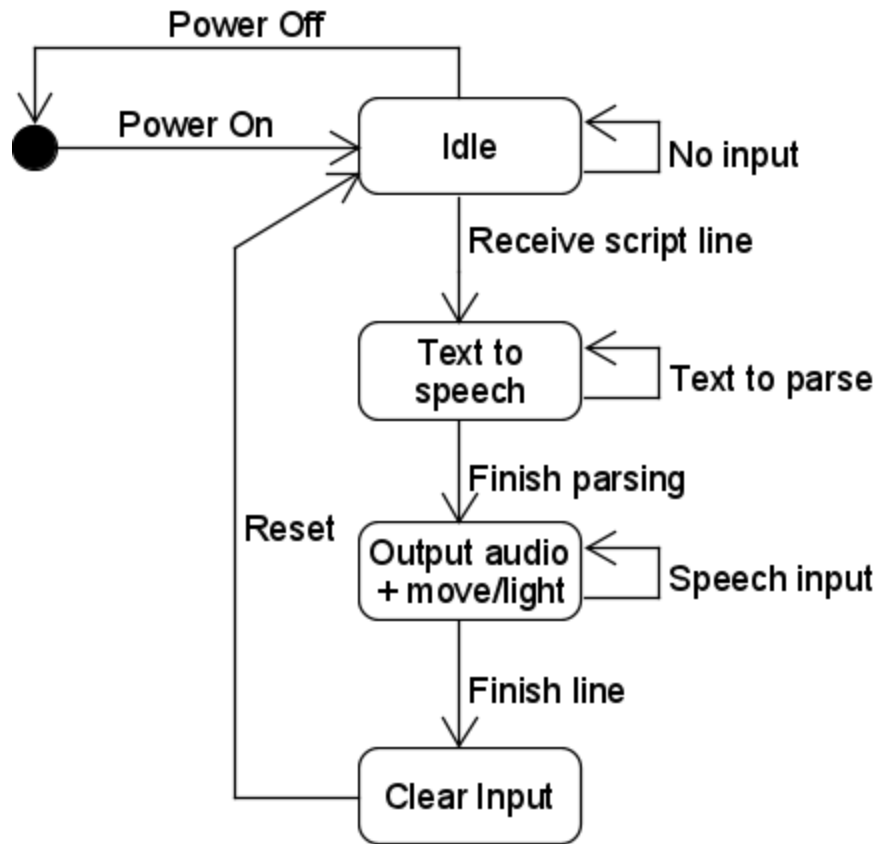 Power Off
Power On
Idle
No input
Receive script line
Text to
speech
Text to parse
Finish parsing
Reset
Output audio
+ move/light
Speech input
Finish line
Clear Input